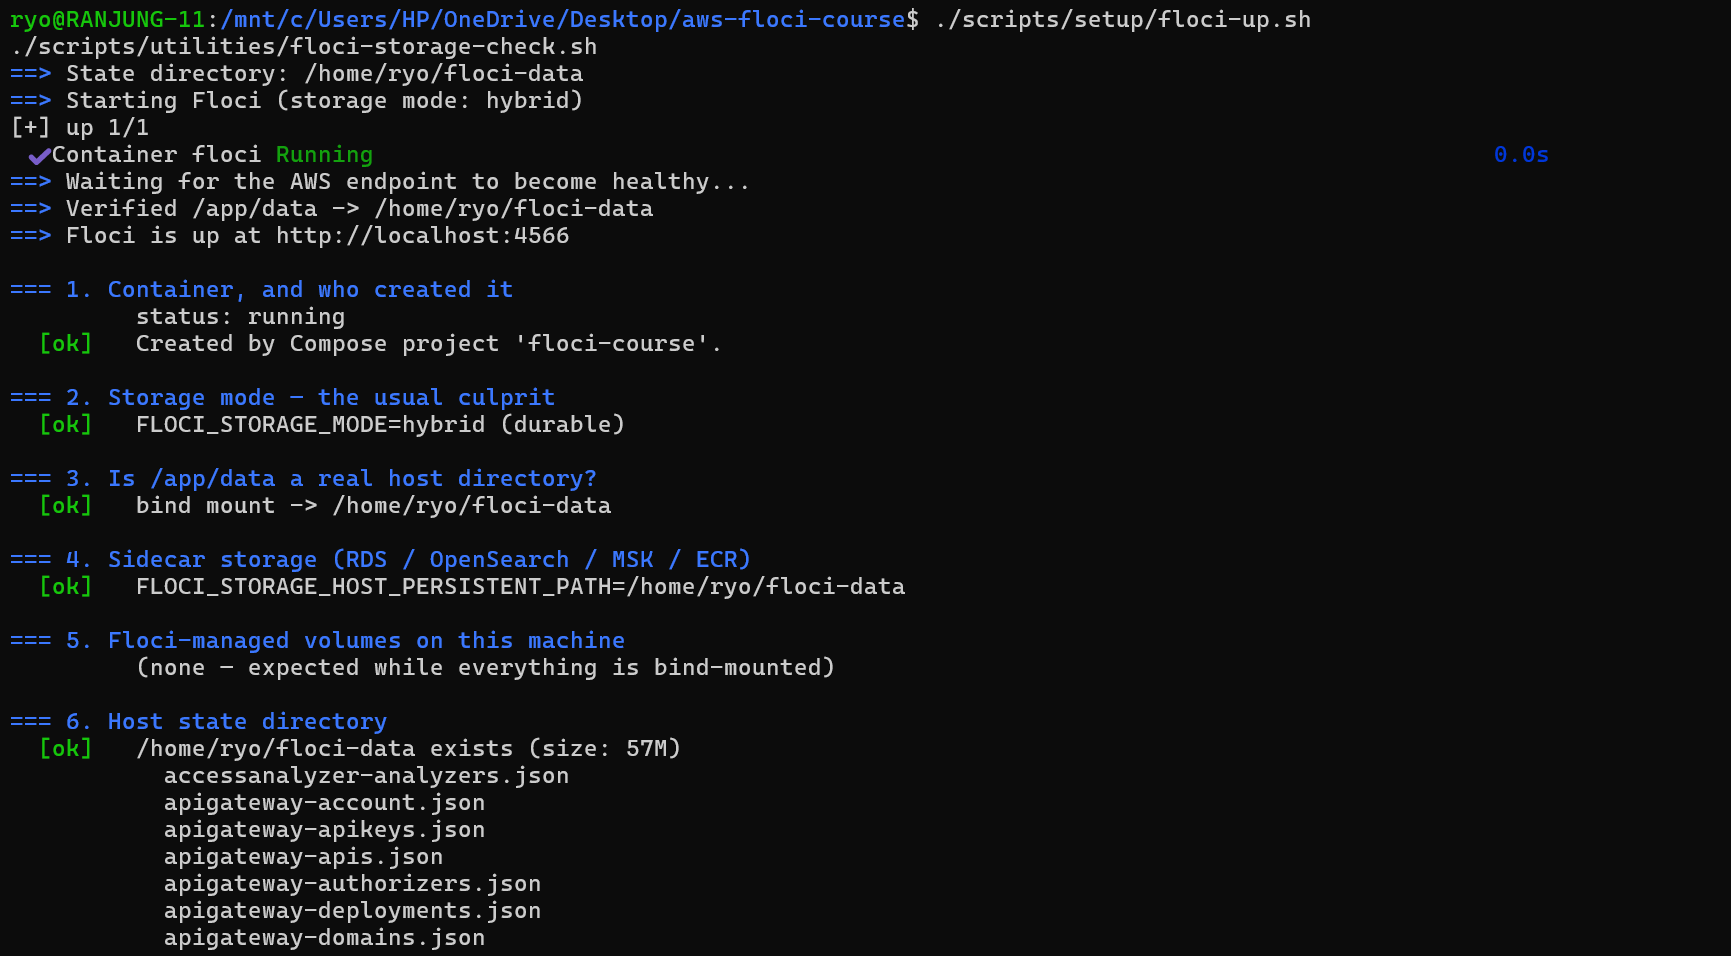 ryo@RANJUNG-11:/mnt/c/Users/HP/OneDrive/Desktop/aws-floci-course$ ./scripts/setup/floci-up.sh
./scripts/utilities/floci-storage-check.sh
==> State directory: /home/ryo/floci-data
==> Starting Floci (storage mode: hybrid)
[+] up 1/1
✔Container floci Running 0.0s
==> Waiting for the AWS endpoint to become healthy...
==> Verified /app/data -> /home/ryo/floci-data
==> Floci is up at http://localhost:4566
=== 1. Container, and who created it
status: running
[ok] Created by Compose project 'floci-course'.
=== 2. Storage mode — the usual culprit
[ok] FLOCI_STORAGE_MODE=hybrid (durable)
=== 3. Is /app/data a real host directory?
[ok] bind mount -> /home/ryo/floci-data
=== 4. Sidecar storage (RDS / OpenSearch / MSK / ECR)
[ok] FLOCI_STORAGE_HOST_PERSISTENT_PATH=/home/ryo/floci-data
=== 5. Floci-managed volumes on this machine
(none — expected while everything is bind-mounted)
=== 6. Host state directory
[ok] /home/ryo/floci-data exists (size: 57M)
accessanalyzer-analyzers.json
apigateway-account.json
apigateway-apikeys.json
apigateway-apis.json
apigateway-authorizers.json
apigateway-deployments.json
apigateway-domains.json